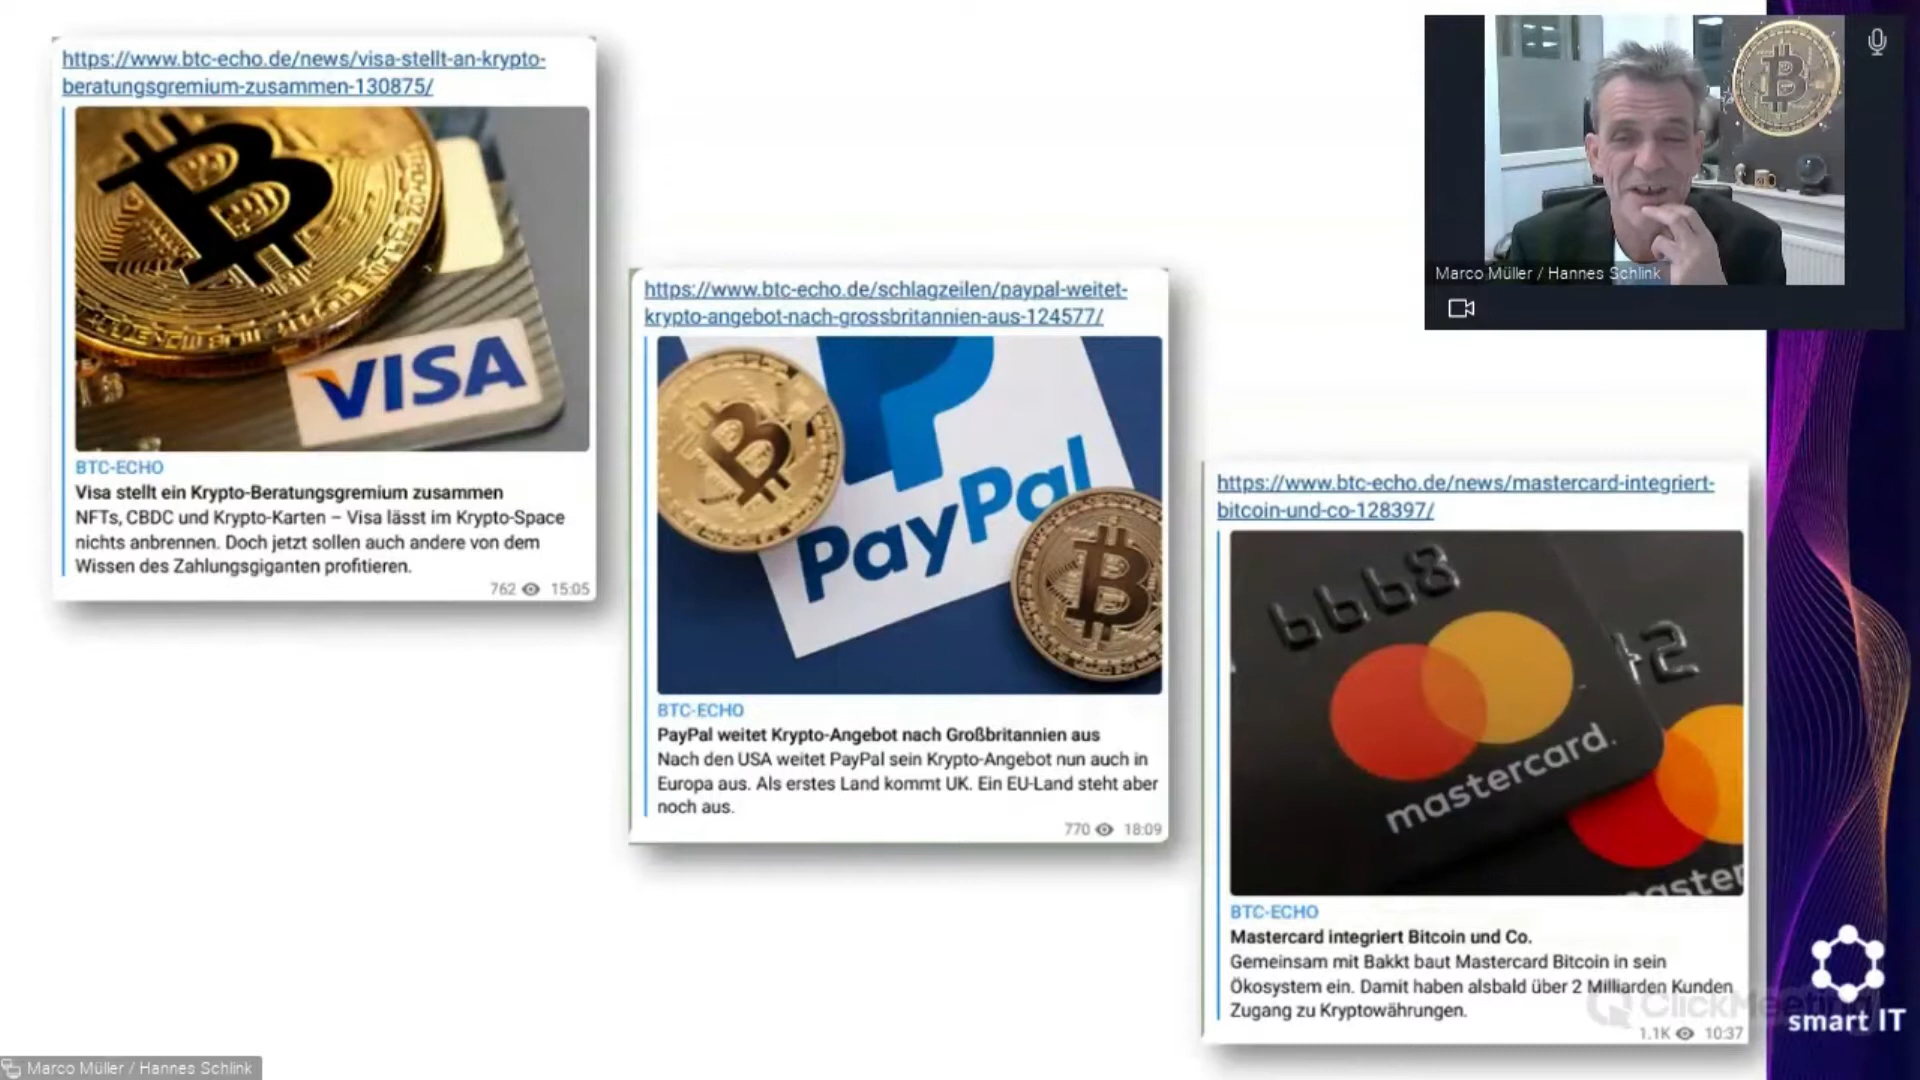 https://www.btc-echo.de/news/visa-stellt-an-krypto-
beratungsgremium-zusammen-130875/
VISA
BTC-ECHO
Visa stellt ein Krypto-Beratungsgremium zusammen
NFTs, CBDC und Krypto-Karten – Visa lässt im Krypto-Space
nichts anbrennen. Doch jetzt sollen auch andere von dem
Wissen des Zahlungsgiganten profitieren.
762 15:05
https://www.btc-echo.de/schlagzeilen/paypal-weitet-
krypto-angebot-nach-grossbritannien-aus-124577/
PayPal
BTC-ECHO
PayPal weitet Krypto-Angebot nach Großbritannien aus
Nach den USA weitet PayPal sein Krypto-Angebot nun auch in
Europa aus. Als erstes Land kommt UK. Ein EU-Land steht aber
noch aus.
770 18:09
Marco Müller / Hannes Schlink
https://www.btc-echo.de/news/mastercard-integriert-
bitcoin-und-co-128397/
mastercard.
BTC-ECHO
Mastercard integriert Bitcoin und Co.
Gemeinsam mit Bakkt baut Mastercard Bitcoin in sein
Ökosystem ein. Damit haben alsbald über 2 Milliarden Kunden
Zugang zu Kryptowährungen.
1.1K 10:37
ClickMeeting
smart IT
Marco Müller / Hannes Schlink